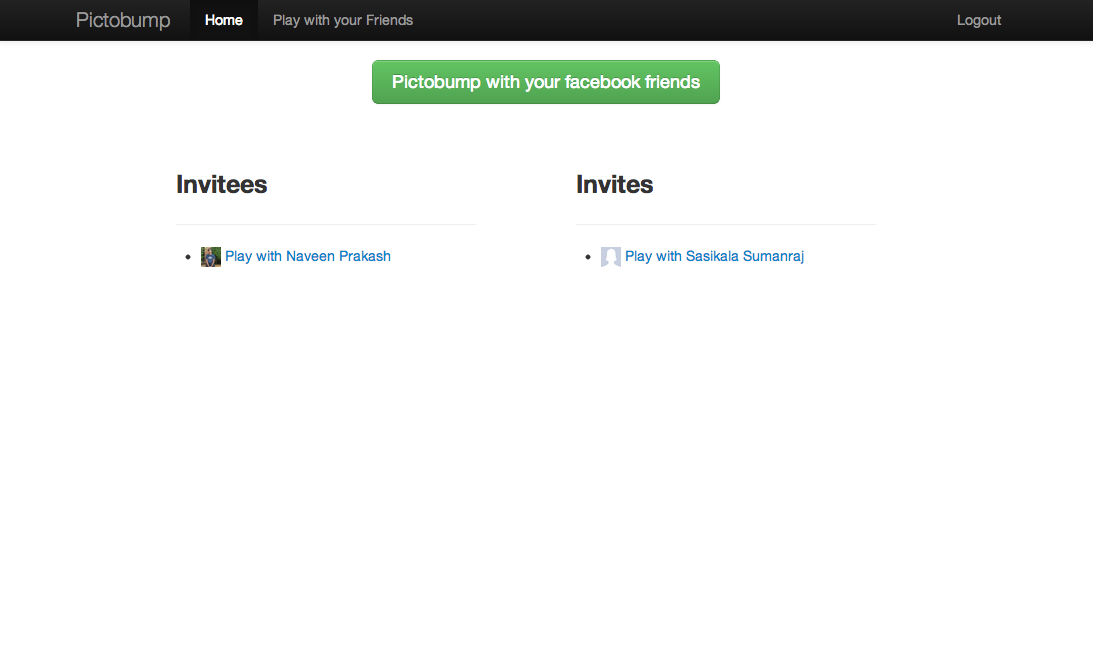 Pictobump Home Play with your Friends Logout
Pictobump with your facebook friends
Invitees
Play with Naveen Prakash
Invites
Play with Sasikala Sumanraj